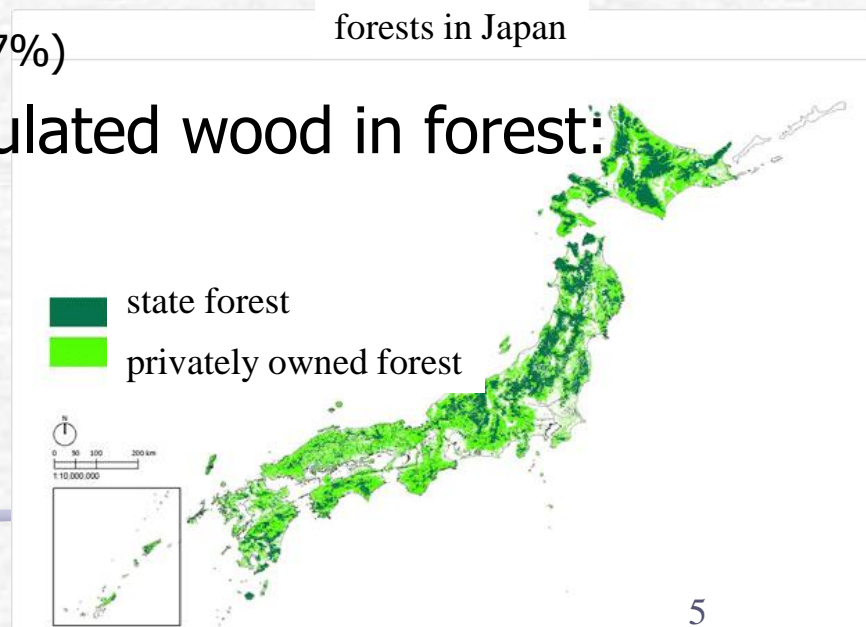 forests in Japan
7%)
ulated wood in forest:
state forest
privately owned forest
N
0 50 100 200 km
1:10,000,000
5